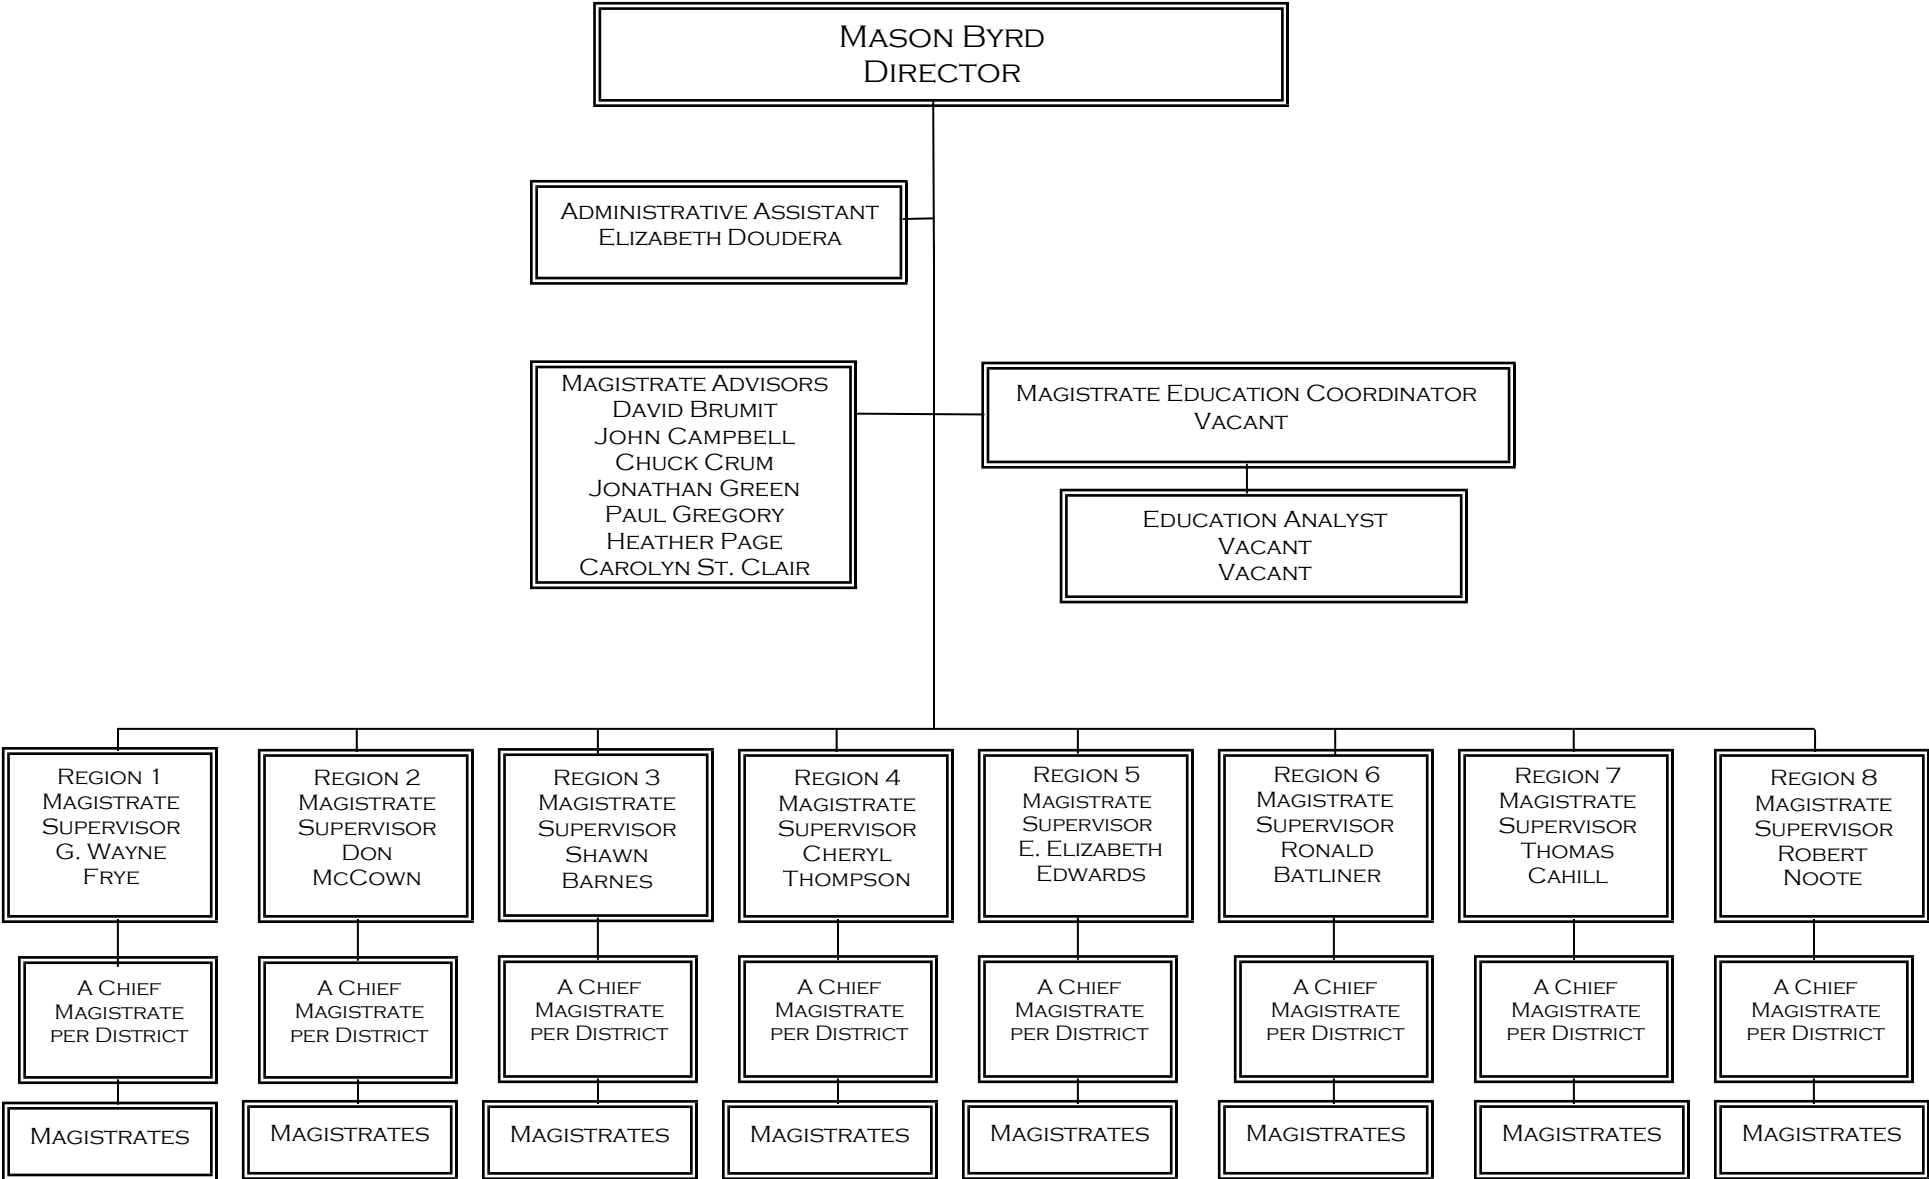 Mason Byrd
Director
Administrative Assistant
Elizabeth Doudera
Magistrate Advisors
David Brumit
John Campbell
Chuck Crum
Jonathan Green
Paul Gregory
Heather Page
Carolyn St. Clair
Magistrate Education Coordinator
Vacant
Education Analyst
Vacant
Vacant
Region 1
Magistrate
Supervisor
G. Wayne
Frye
Region 2
Magistrate
Supervisor
Don
McCown
Region 3
Magistrate
Supervisor
Shawn
Barnes
Region 4
Magistrate
Supervisor
Cheryl
Thompson
Region 5
Magistrate
Supervisor
E. Elizabeth
Edwards
Region 6
Magistrate
Supervisor
Ronald
Batliner
Region 7
Magistrate
Supervisor
Thomas
Cahill
Region 8
Magistrate
Supervisor
Robert
Noote
A Chief
Magistrate
per District
A Chief
Magistrate
per District
A Chief
Magistrate
per District
A Chief
Magistrate
per District
A Chief
Magistrate
per District
A Chief
Magistrate
per District
A Chief
Magistrate
per District
A Chief
Magistrate
per District
Magistrates
Magistrates
Magistrates
Magistrates
Magistrates
Magistrates
Magistrates
Magistrates